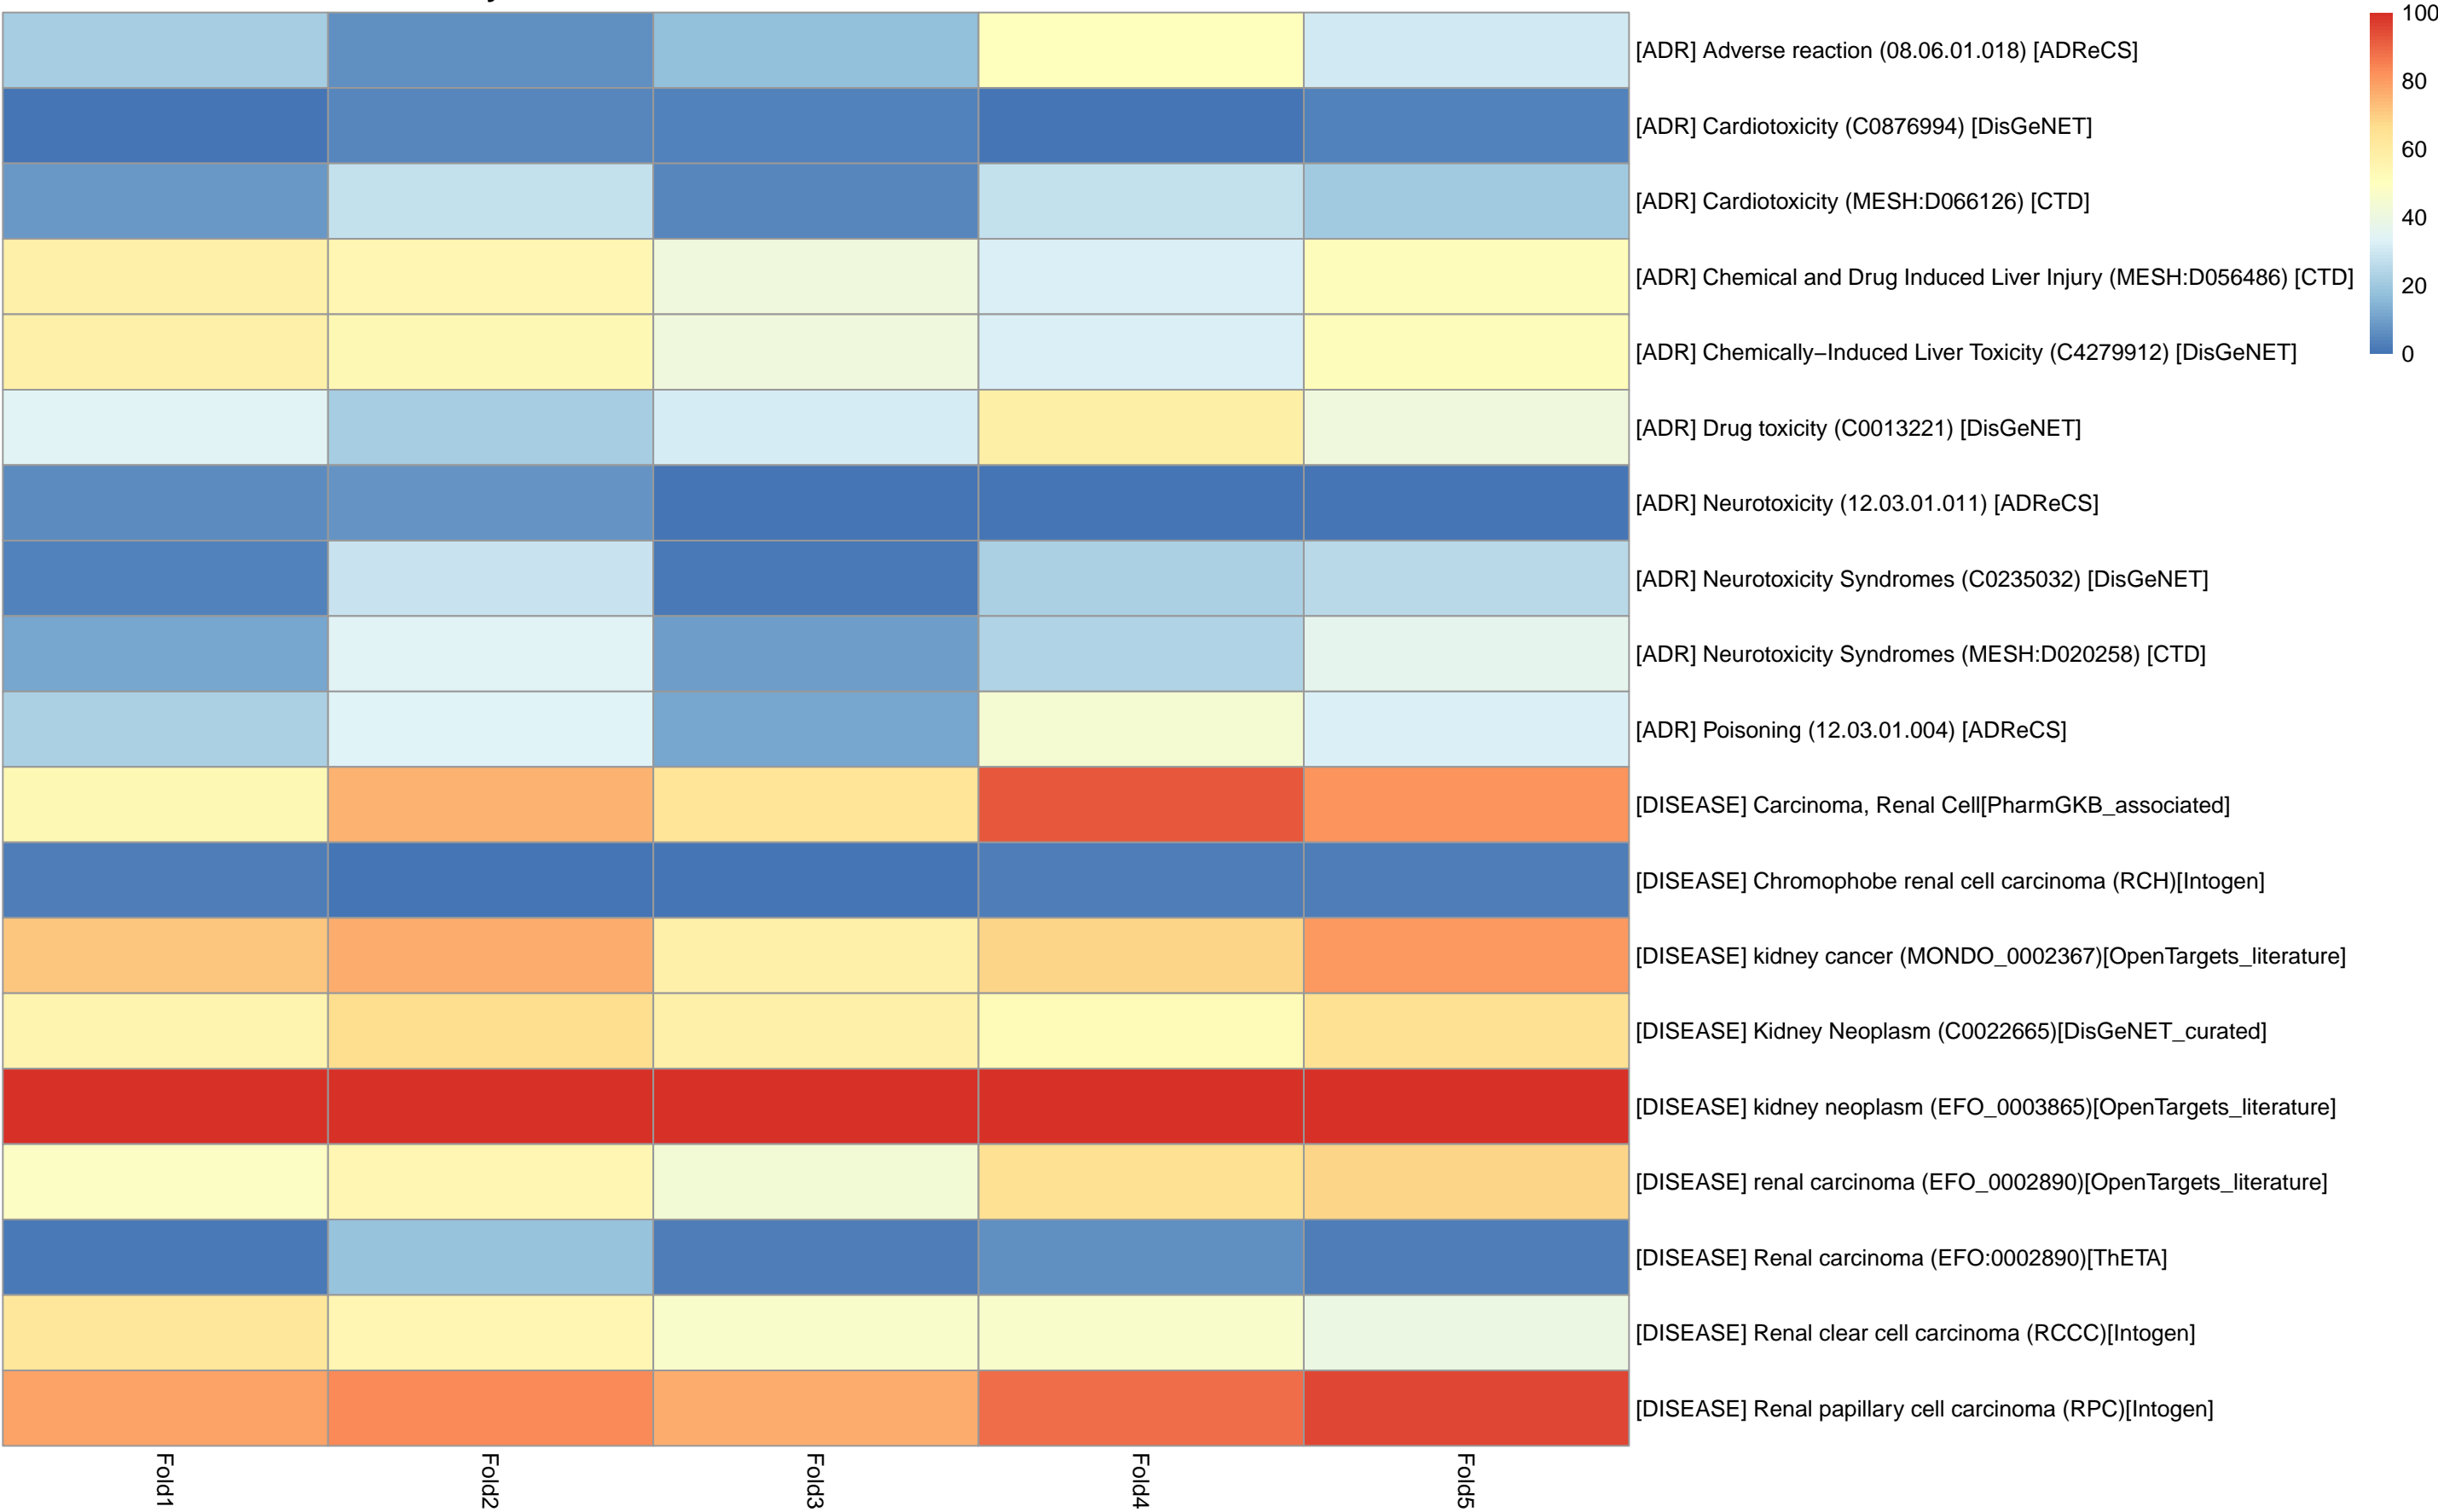 [ADR] Adverse reaction (08.06.01.018) [ADReCS]
[ADR] Cardiotoxicity (C0876994) [DisGeNET]
[ADR] Cardiotoxicity (MESH:D066126) [CTD]
[ADR] Chemical and Drug Induced Liver Injury (MESH:D056486) [CTD]
[ADR] Chemically−Induced Liver Toxicity (C4279912) [DisGeNET]
[ADR] Drug toxicity (C0013221) [DisGeNET]
[ADR] Neurotoxicity (12.03.01.011) [ADReCS]
[ADR] Neurotoxicity Syndromes (C0235032) [DisGeNET]
[ADR] Neurotoxicity Syndromes (MESH:D020258) [CTD]
[ADR] Poisoning (12.03.01.004) [ADReCS]
[DISEASE] Carcinoma, Renal Cell[PharmGKB_associated]
[DISEASE] Chromophobe renal cell carcinoma (RCH)[Intogen]
[DISEASE] kidney cancer (MONDO_0002367)[OpenTargets_literature]
[DISEASE] Kidney Neoplasm (C0022665)[DisGeNET_curated]
[DISEASE] kidney neoplasm (EFO_0003865)[OpenTargets_literature]
[DISEASE] renal carcinoma (EFO_0002890)[OpenTargets_literature]
[DISEASE] Renal carcinoma (EFO:0002890)[ThETA]
[DISEASE] Renal clear cell carcinoma (RCCC)[Intogen]
[DISEASE] Renal papillary cell carcinoma (RPC)[Intogen]
Fold1
Fold2
Fold3
Fold4
Fold5
100
80
60
40
20
0